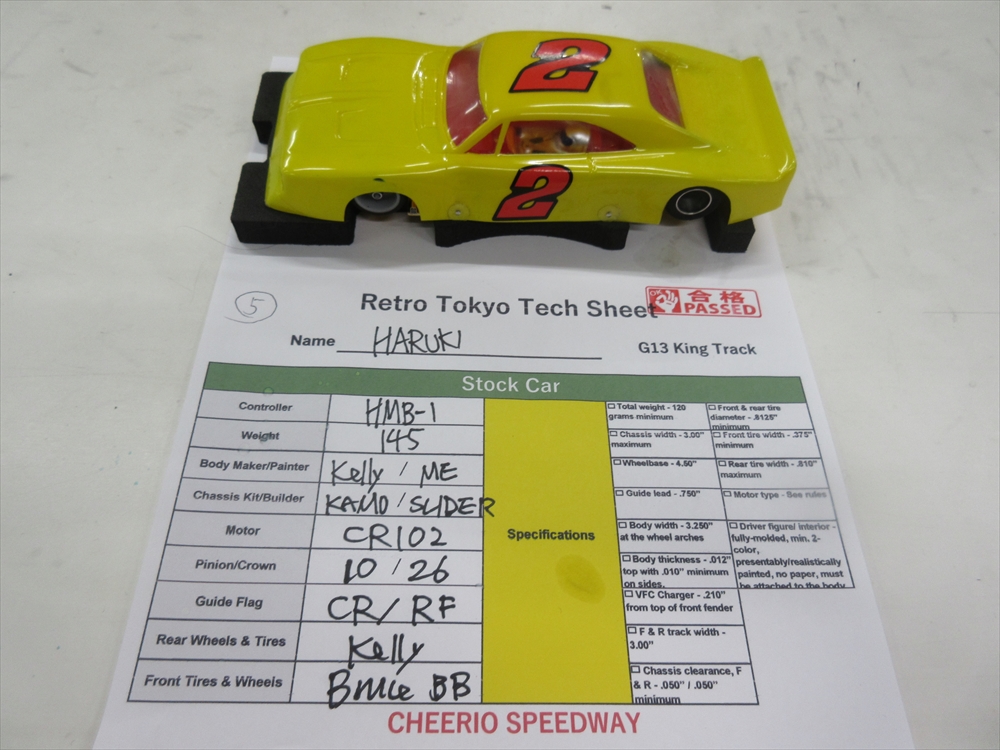 2
2
5
Retro Tokyo Tech Sheet
合格
PASSED
Name HARUKI
G13 King Track
Stock Car
Controller HMB-1
Weight 145
Body Maker/Painter Kelly / ME
Chassis Kit/Builder KAMO / SLIDER
Motor CR102
Pinion/Crown 10 / 26
Guide Flag CR / RF
Rear Wheels & Tires Kelly
Front Tires & Wheels Bruce BB
Specifications
Total weight - 120
grams minimum
Chassis width - 3.00"
maximum
Wheelbase - 4.50"
Guide lead - .750"
Body width - 3.250"
at the wheel arches
Body thickness - .012"
top with .010" minimum
on sides.
VFC Charger - .210"
from top of front fender
F & R track width -
3.00"
Chassis clearance, F
& R - .050" / .050"
minimum
Front & rear tire
diameter - .8125"
minimum
Front tire width - .375"
minimum
Rear tire width - .810"
maximum
Motor type - See rules
Driver figure/ interior -
fully-molded, min. 2-
color,
presentably/realistically
painted, no paper, must
be attached to the body
CHEERIO SPEEDWAY